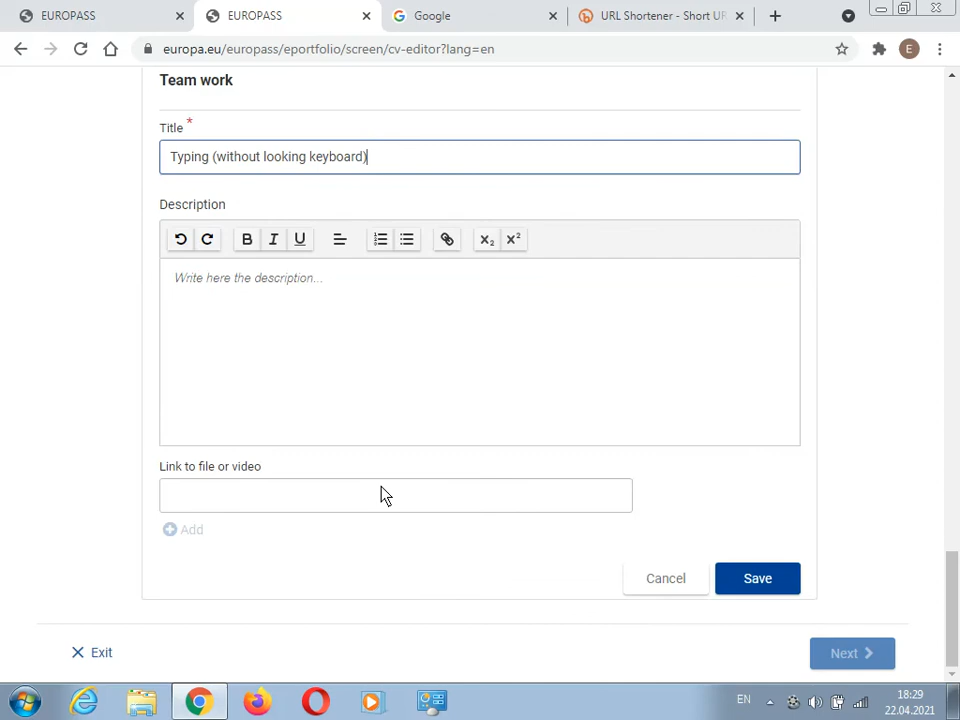 EUROPASS
EUROPASS
Google
URL Shortener - Short UR
europa.eu/europass/eportfolio/screen/cv-editor?lang=en
E
Team work
Title *
Typing (without looking keyboard)
Description
B I U
X₂ X²
Write here the description...
Link to file or video
Add
Cancel
Save
Exit
Next
EN
18:29
22.04.2021